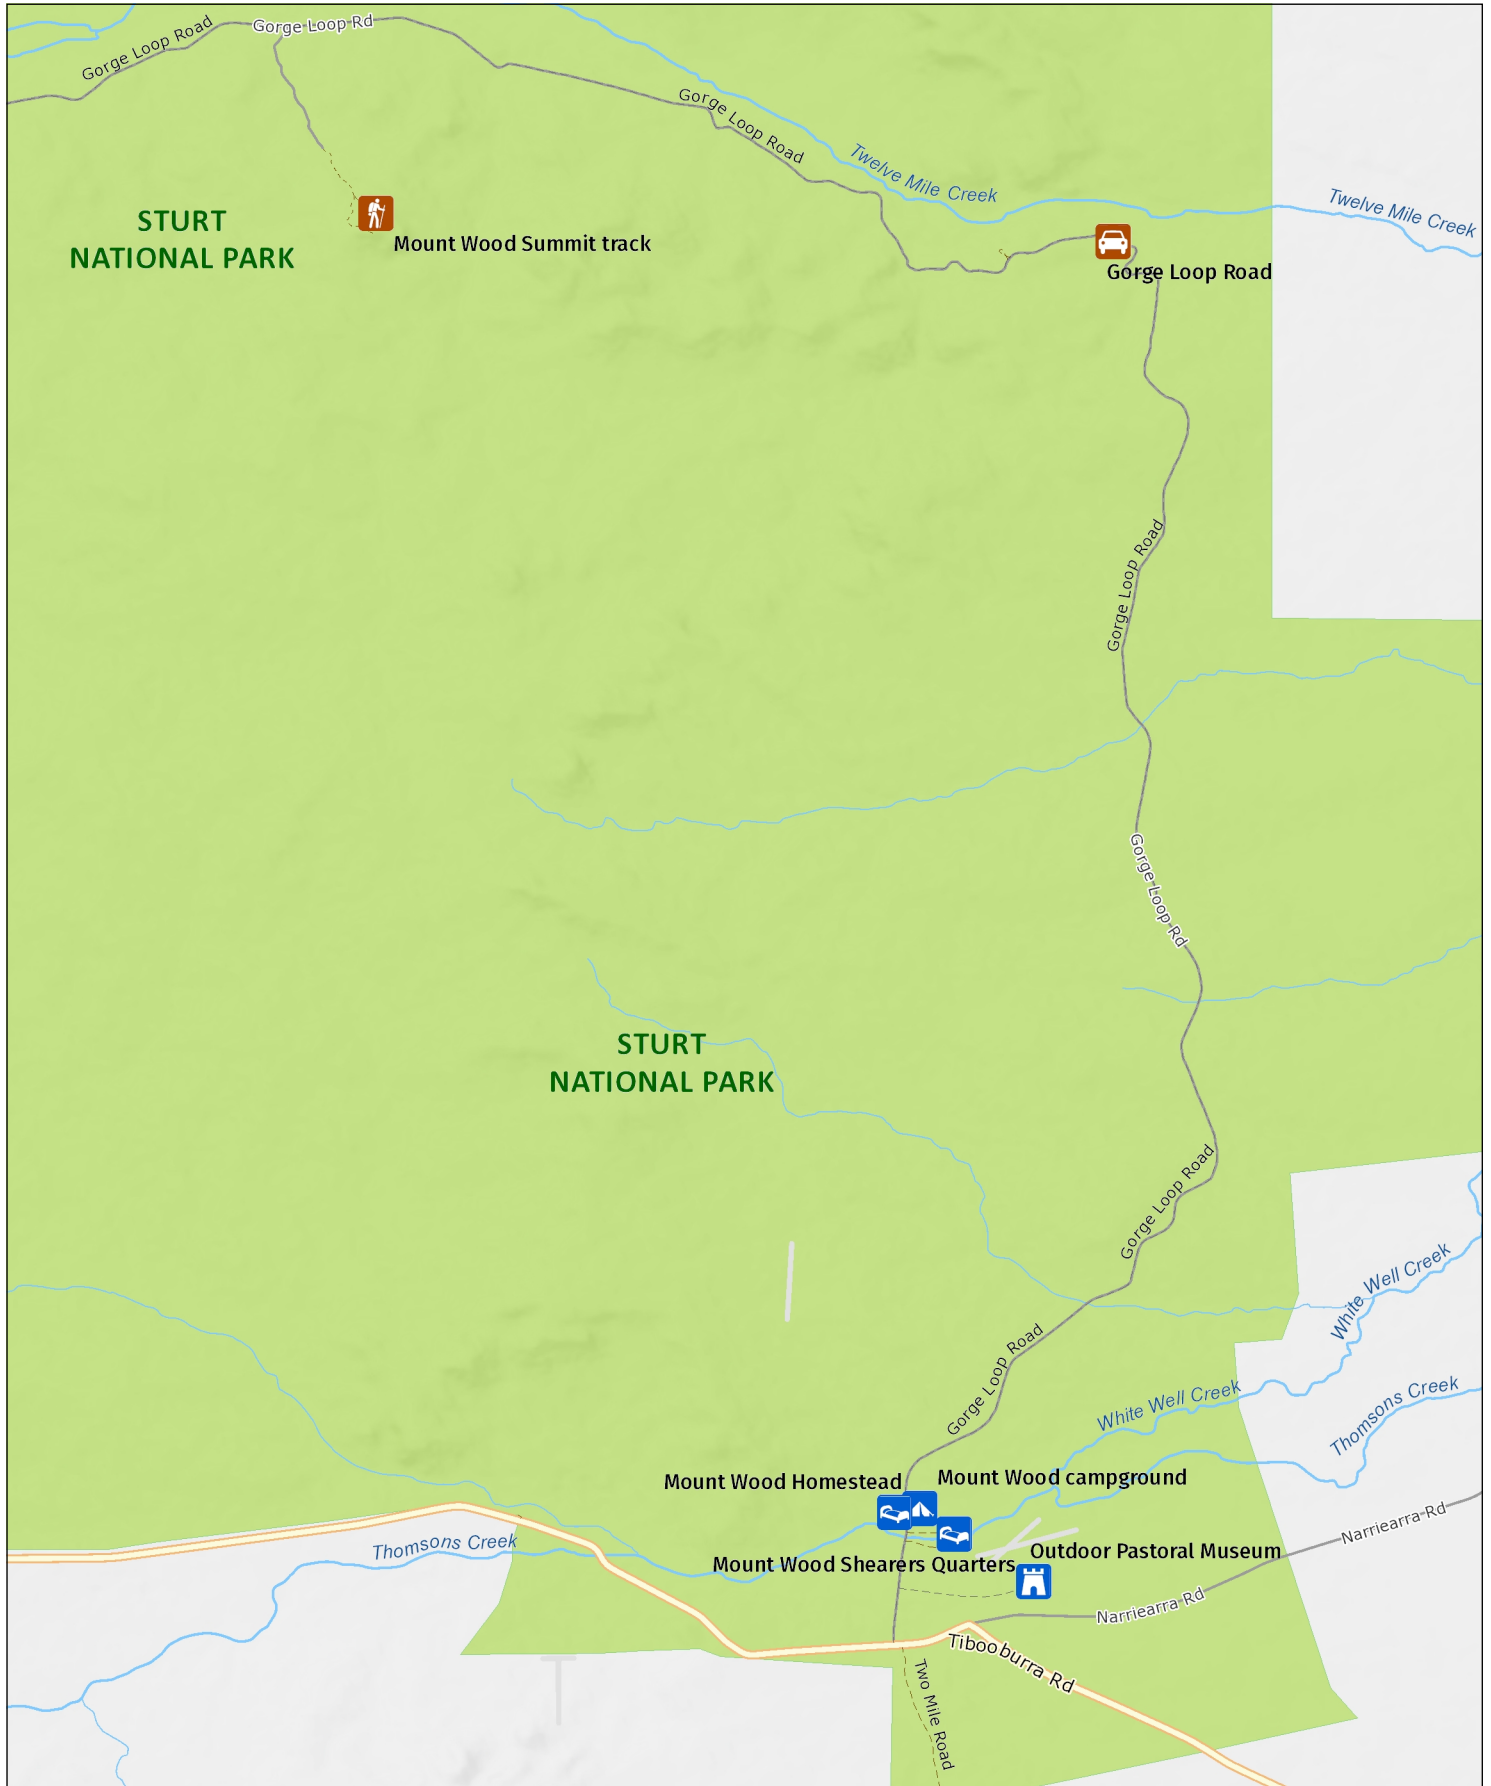 Gorge Loop Road
Gorge Loop Rd
Gorge Loop Road
Twelve Mile Creek
Twelve Mile Creek
STURT
NATIONAL PARK
Mount Wood Summit track
Gorge Loop Road
Gorge Loop Road
Gorge Loop Rd
STURT
NATIONAL PARK
Gorge Loop Road
White Well Creek
Gorge Loop Road
White Well Creek
Thomsons Creek
Mount Wood Homestead
Mount Wood campground
Thomsons Creek
Mount Wood Shearers Quarters
Outdoor Pastoral Museum
Narriearra Rd
Narriearra Rd
Tibooburra Rd
Two Mile Road